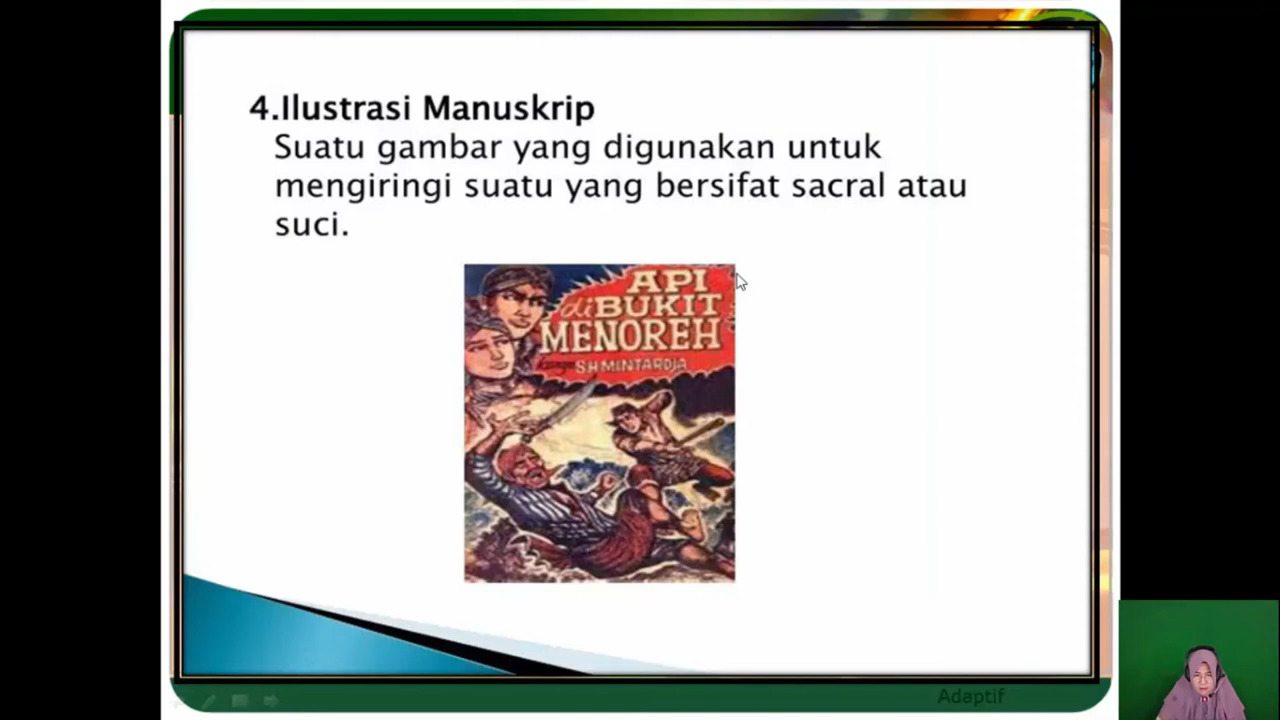 4.Ilustrasi Manuskrip
Suatu gambar yang digunakan untuk
mengiringi suatu yang bersifat sacral atau
suci.
API
di BUKIT
MENOREH
karya SH MINTARDJA
Adaptif